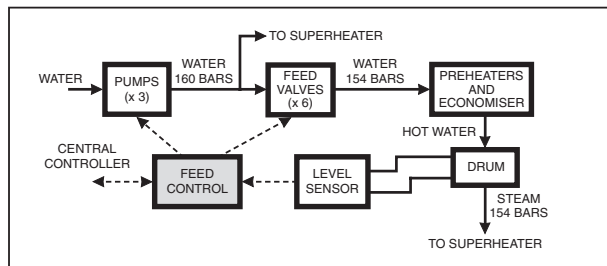 TO SUPERHEATER
WATER
PUMPS
(x 3)
WATER
160 BARS
FEED
VALVES
(x 6)
WATER
154 BARS
PREHEATERS
AND
ECONOMISER
HOT WATER
CENTRAL
CONTROLLER
FEED
CONTROL
LEVEL
SENSOR
DRUM
STEAM
154 BARS
TO SUPERHEATER